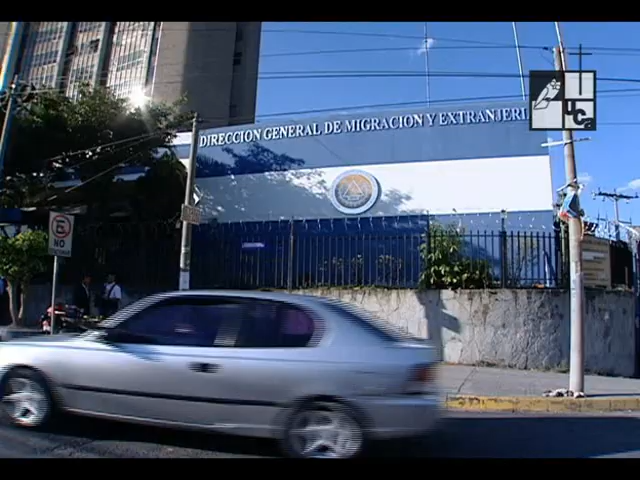 UCa
DIRECCION GENERAL DE MIGRACION Y EXTRANJERI
E
NO